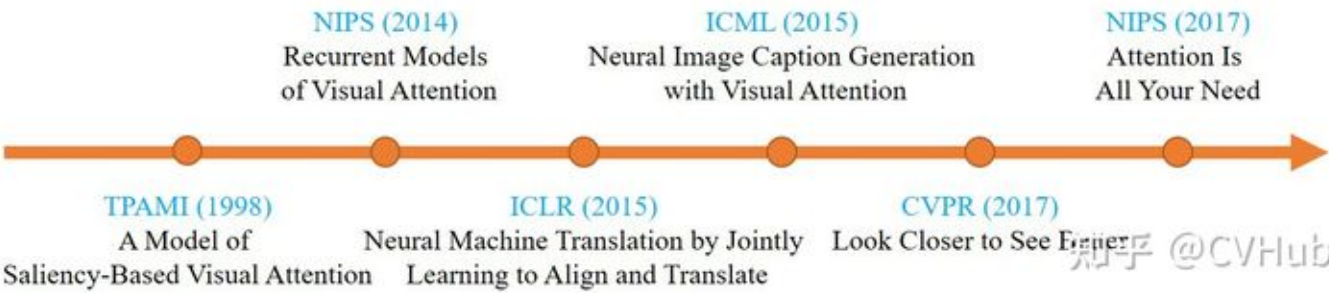 NIPS (2014)
Recurrent Models
of Visual Attention
ICML (2015)
Neural Image Caption Generation
with Visual Attention
NIPS (2017)
Attention Is
All Your Need
TPAMI (1998)
A Model of
Saliency-Based Visual Attention
ICLR (2015)
Neural Machine Translation by Jointly
Learning to Align and Translate
CVPR (2017)
Look Closer to See Better
知乎 @CVHub